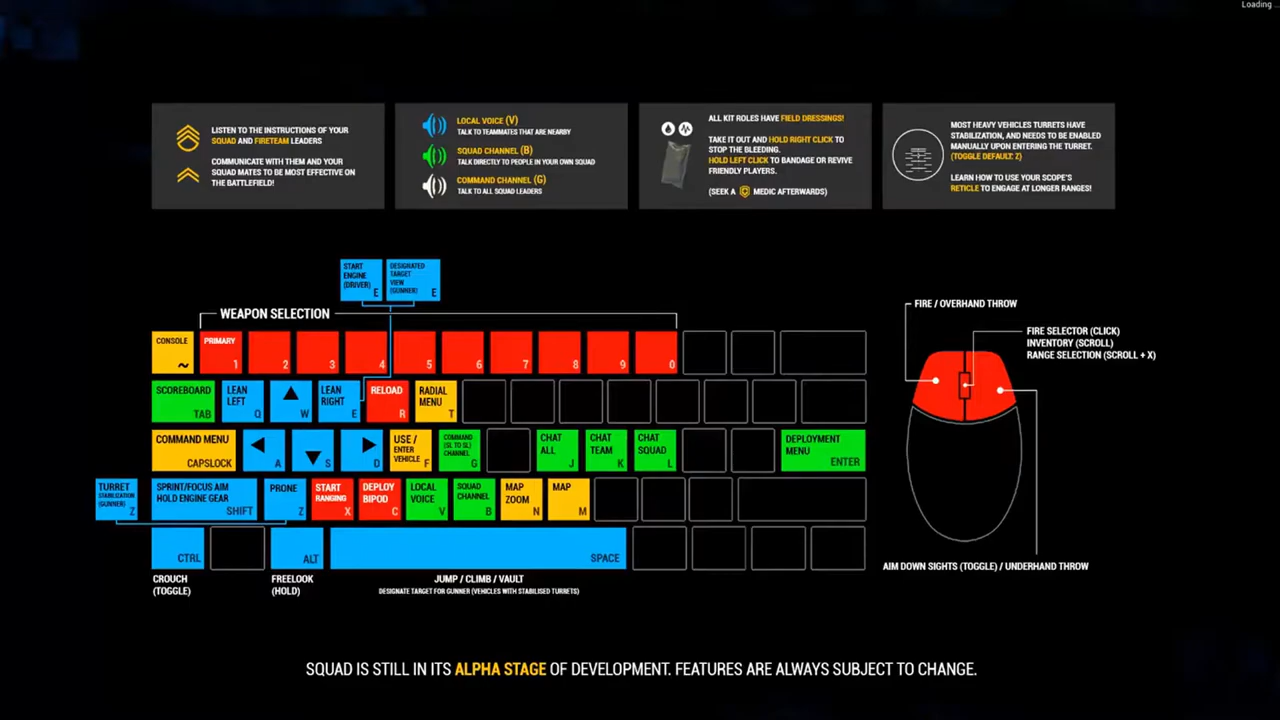 Loading ...
LISTEN TO THE INSTRUCTIONS OF YOUR
SQUAD AND FIRETEAM LEADERS
COMMUNICATE WITH THEM AND YOUR
SQUAD MATES TO BE MOST EFFECTIVE ON
THE BATTLEFIELD!
LOCAL VOICE (V)
TALK TO TEAMMATES THAT ARE NEARBY
SQUAD CHANNEL (B)
TALK DIRECTLY TO PEOPLE IN YOUR OWN SQUAD
COMMAND CHANNEL (G)
TALK TO ALL SQUAD LEADERS
ALL KIT ROLES HAVE FIELD DRESSINGS!
TAKE IT OUT AND HOLD RIGHT CLICK TO
STOP THE BLEEDING.
HOLD LEFT CLICK TO BANDAGE OR REVIVE
FRIENDLY PLAYERS.
(SEEK A MEDIC AFTERWARDS)
MOST HEAVY VEHICLES TURRETS HAVE
STABILIZATION, AND NEEDS TO BE ENABLED
MANUALLY UPON ENTERING THE TURRET.
(TOGGLE DEFAULT: Z)
LEARN HOW TO USE YOUR SCOPE'S
RETICLE TO ENGAGE AT LONGER RANGES!
START
ENGINE
(DRIVER)
E
DESIGNATED
TARGET
VIEW
(GUNNER)
E
WEAPON SELECTION
CONSOLE
~
PRIMARY
1
2
3
4
5
6
7
8
9
0
SCOREBOARD
TAB
LEAN
LEFT
Q
W
LEAN
RIGHT
E
RELOAD
R
RADIAL
MENU
T
COMMAND MENU
CAPSLOCK
A
S
D
USE /
ENTER
VEHICLE
F
COMMAND
(SL TO SL)
CHANNEL
G
CHAT
ALL
J
CHAT
TEAM
K
CHAT
SQUAD
L
DEPLOYMENT
MENU
ENTER
TURRET
STABILIZATION
(GUNNER)
Z
SPRINT/FOCUS AIM
HOLD ENGINE GEAR
SHIFT
PRONE
Z
START
RANGING
X
DEPLOY
BIPOD
C
LOCAL
VOICE
V
SQUAD
CHANNEL
B
MAP
ZOOM
N
MAP
M
CTRL
ALT
SPACE
CROUCH
(TOGGLE)
FREELOOK
(HOLD)
JUMP / CLIMB / VAULT
DESIGNATE TARGET FOR GUNNER (VEHICLES WITH STABILISED TURRETS)
FIRE / OVERHAND THROW
FIRE SELECTOR (CLICK)
INVENTORY (SCROLL)
RANGE SELECTION (SCROLL + X)
AIM DOWN SIGHTS (TOGGLE) / UNDERHAND THROW
SQUAD IS STILL IN ITS ALPHA STAGE OF DEVELOPMENT. FEATURES ARE ALWAYS SUBJECT TO CHANGE.